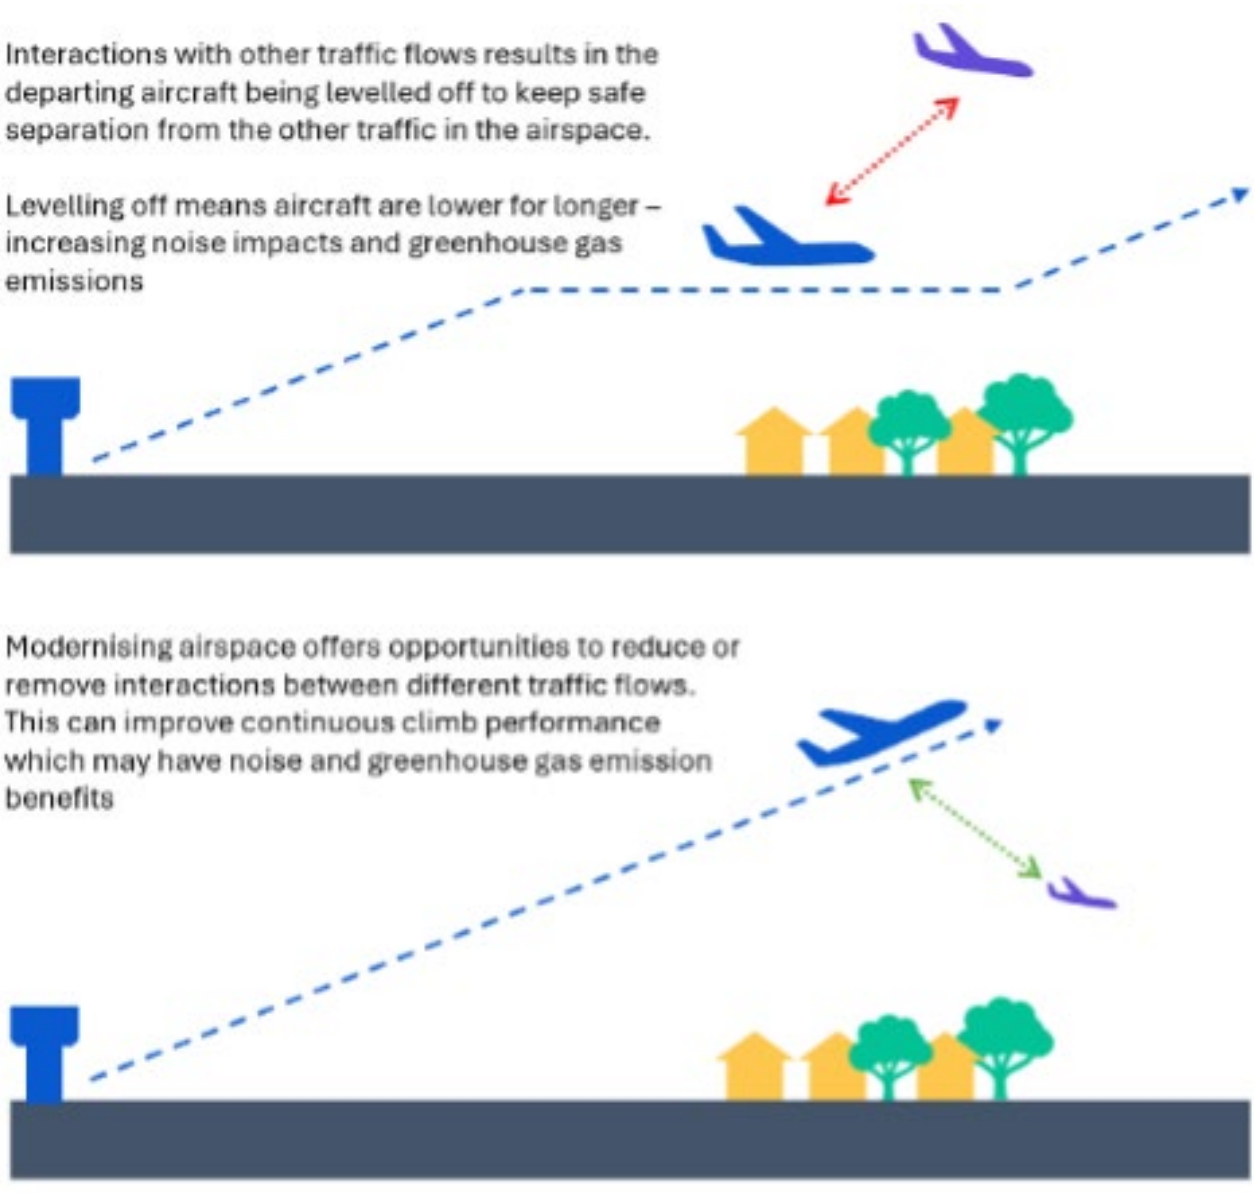 Interactions with other traffic flows results in the
departing aircraft being levelled off to keep safe
separation from the other traffic in the airspace.
Levelling off means aircraft are lower for longer –
increasing noise impacts and greenhouse gas
emissions
Modernising airspace offers opportunities to reduce or
remove interactions between different traffic flows.
This can improve continuous climb performance
which may have noise and greenhouse gas emission
benefits